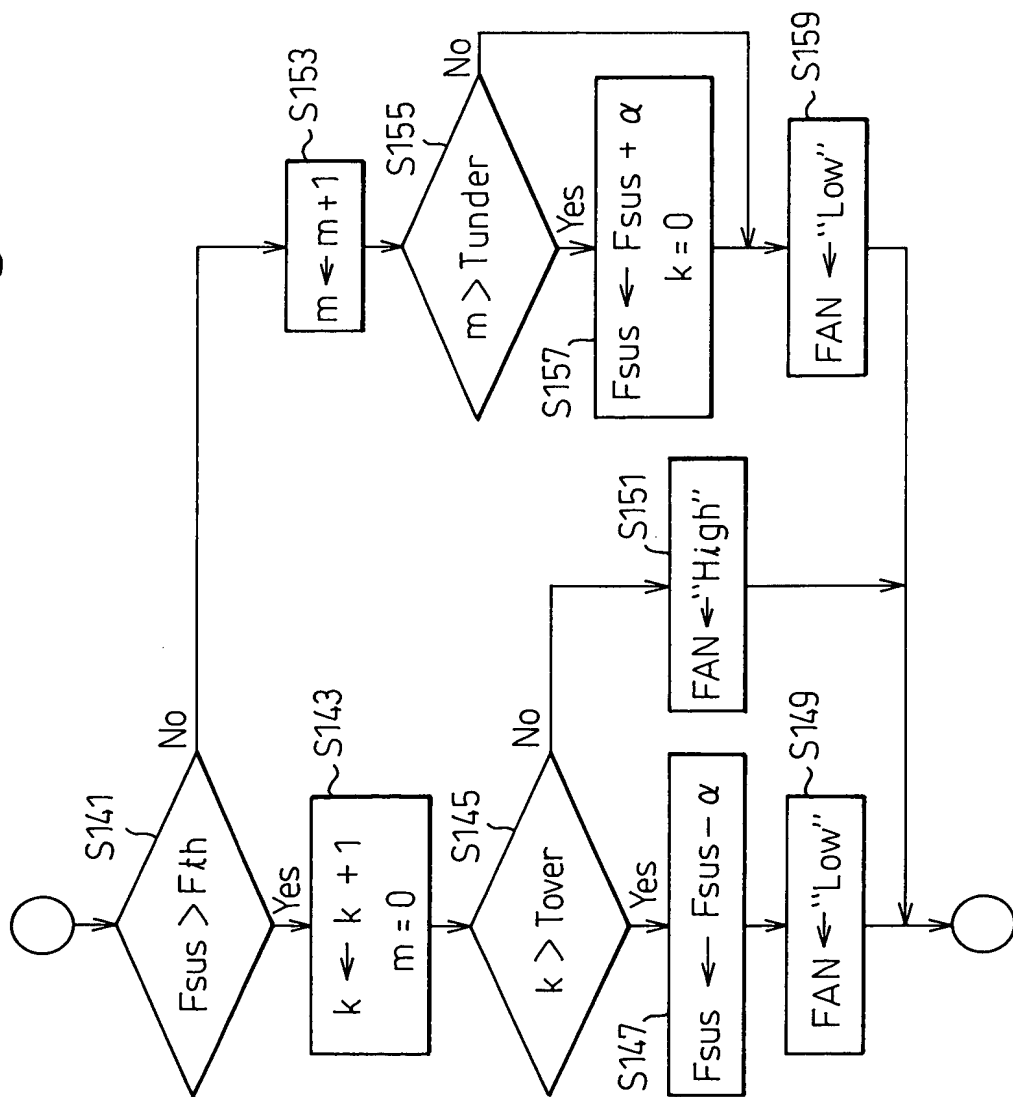 S141
Fsus > Fth
No
Yes
S143
k ← k + 1
m = 0
S145
k > Tover
No
Yes
S147
Fsus ← Fsus − α
S149
FAN ← "Low"
S151
FAN ← "High"
S153
m ← m + 1
S155
m > Tunder
No
Yes
S157
Fsus ← Fsus + α
k = 0
S159
FAN ← "Low"